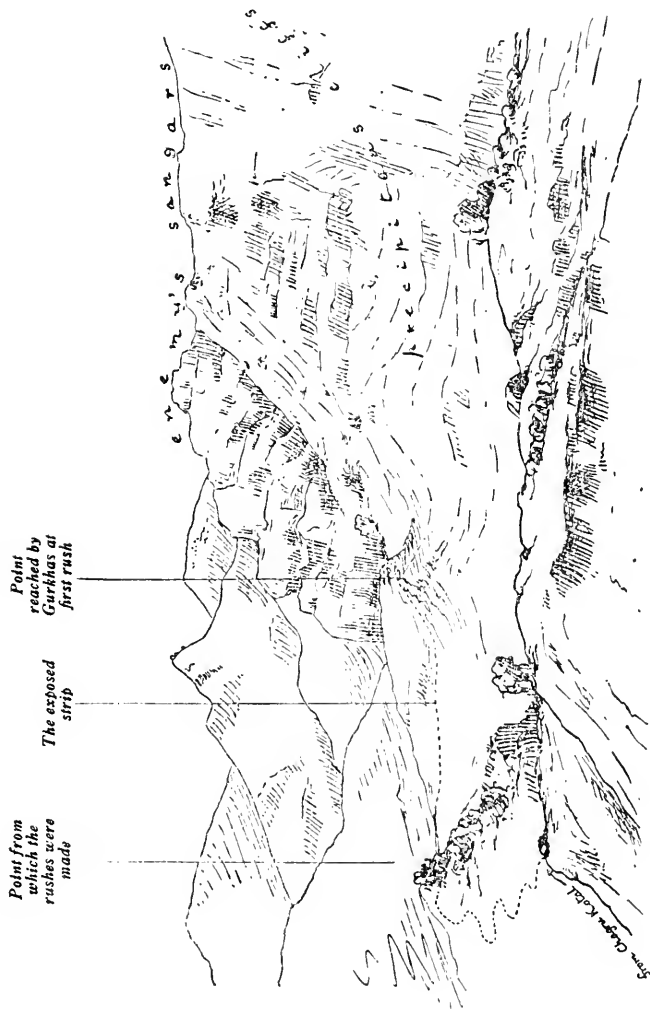 Point from
which the
rushes were
made
The exposed
strip
Point
reached by
Gurkhas at
first rush
enemy's sangars
precipitous
cliffs
from Chagru Kotal